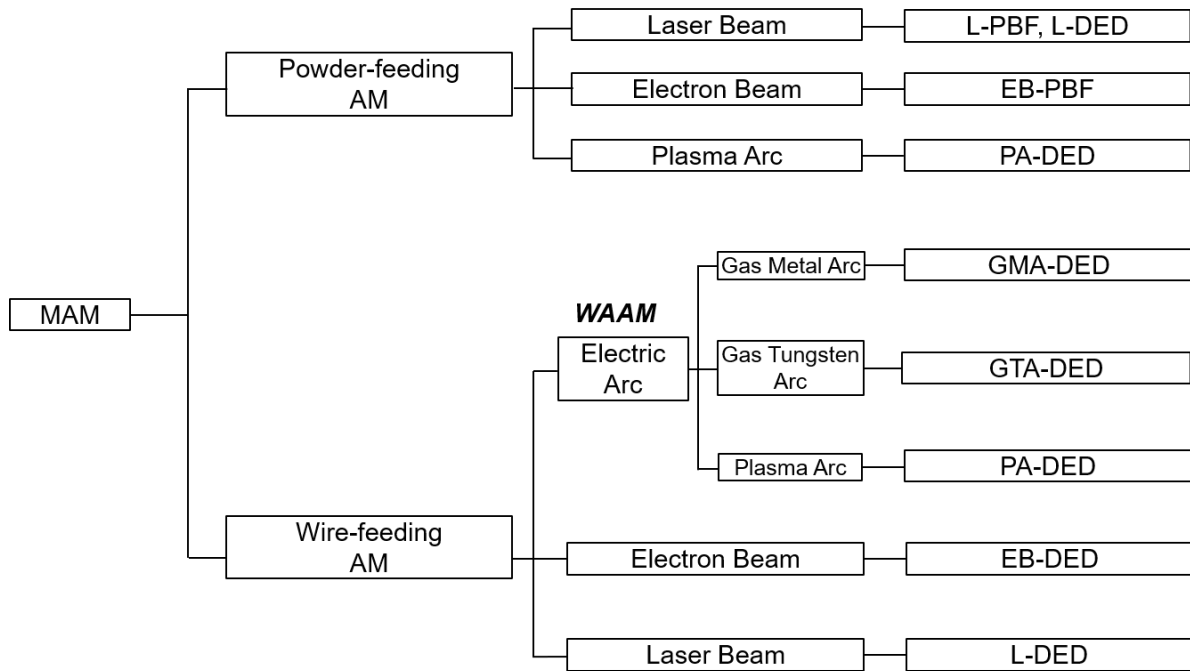 Laser Beam
L-PBF, L-DED
Powder-feeding
AM
Electron Beam
EB-PBF
Plasma Arc
PA-DED
Gas Metal Arc
GMA-DED
MAM
WAAM
Electric
Arc
Gas Tungsten
Arc
GTA-DED
Plasma Arc
PA-DED
Wire-feeding
AM
Electron Beam
EB-DED
Laser Beam
L-DED